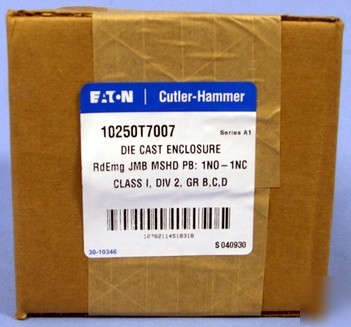 EATON Cutler-Hammer
10250T7007 Series A1
DIE CAST ENCLOSURE
RdEmg JMB MSHD PB: 1NO-1NC
CLASS I, DIV 2, GR B,C,D
30-10346 S 040930